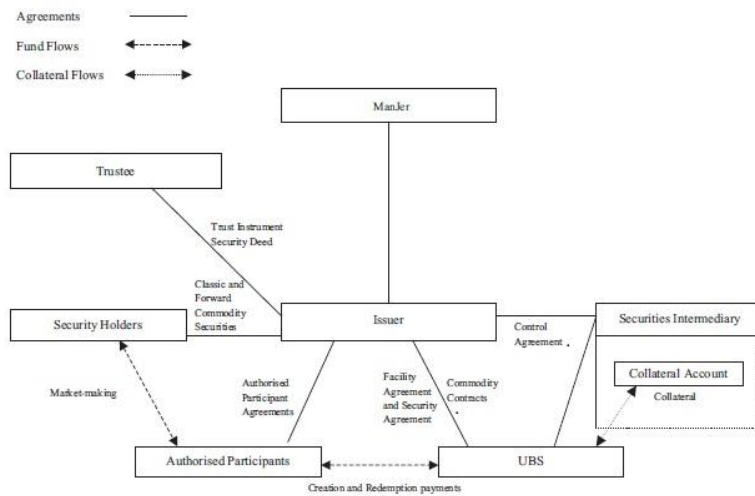 Agreements
Fund Flows
Collateral Flows
ManJer
Trustee
Trust Instrument
Security Deed
Classic and
Forward
Commodity
Securities
Security Holders
Issuer
Securities Intermediary
Control
Agreement
Collateral Account
Collateral
Market-making
Authorised
Participant
Agreements
Facility
Agreement
and Security
Agreement
Commodity
Contracts
Authorised Participants
UBS
Creation and Redemption payments